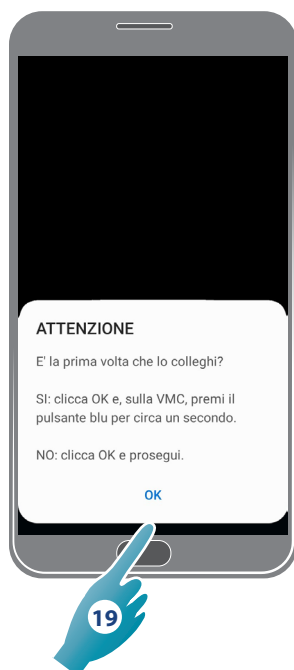 ATTENZIONE
E' la prima volta che lo colleghi?
SI: clicca OK e, sulla VMC, premi il
pulsante blu per circa un secondo.
NO: clicca OK e prosegui.
OK
19